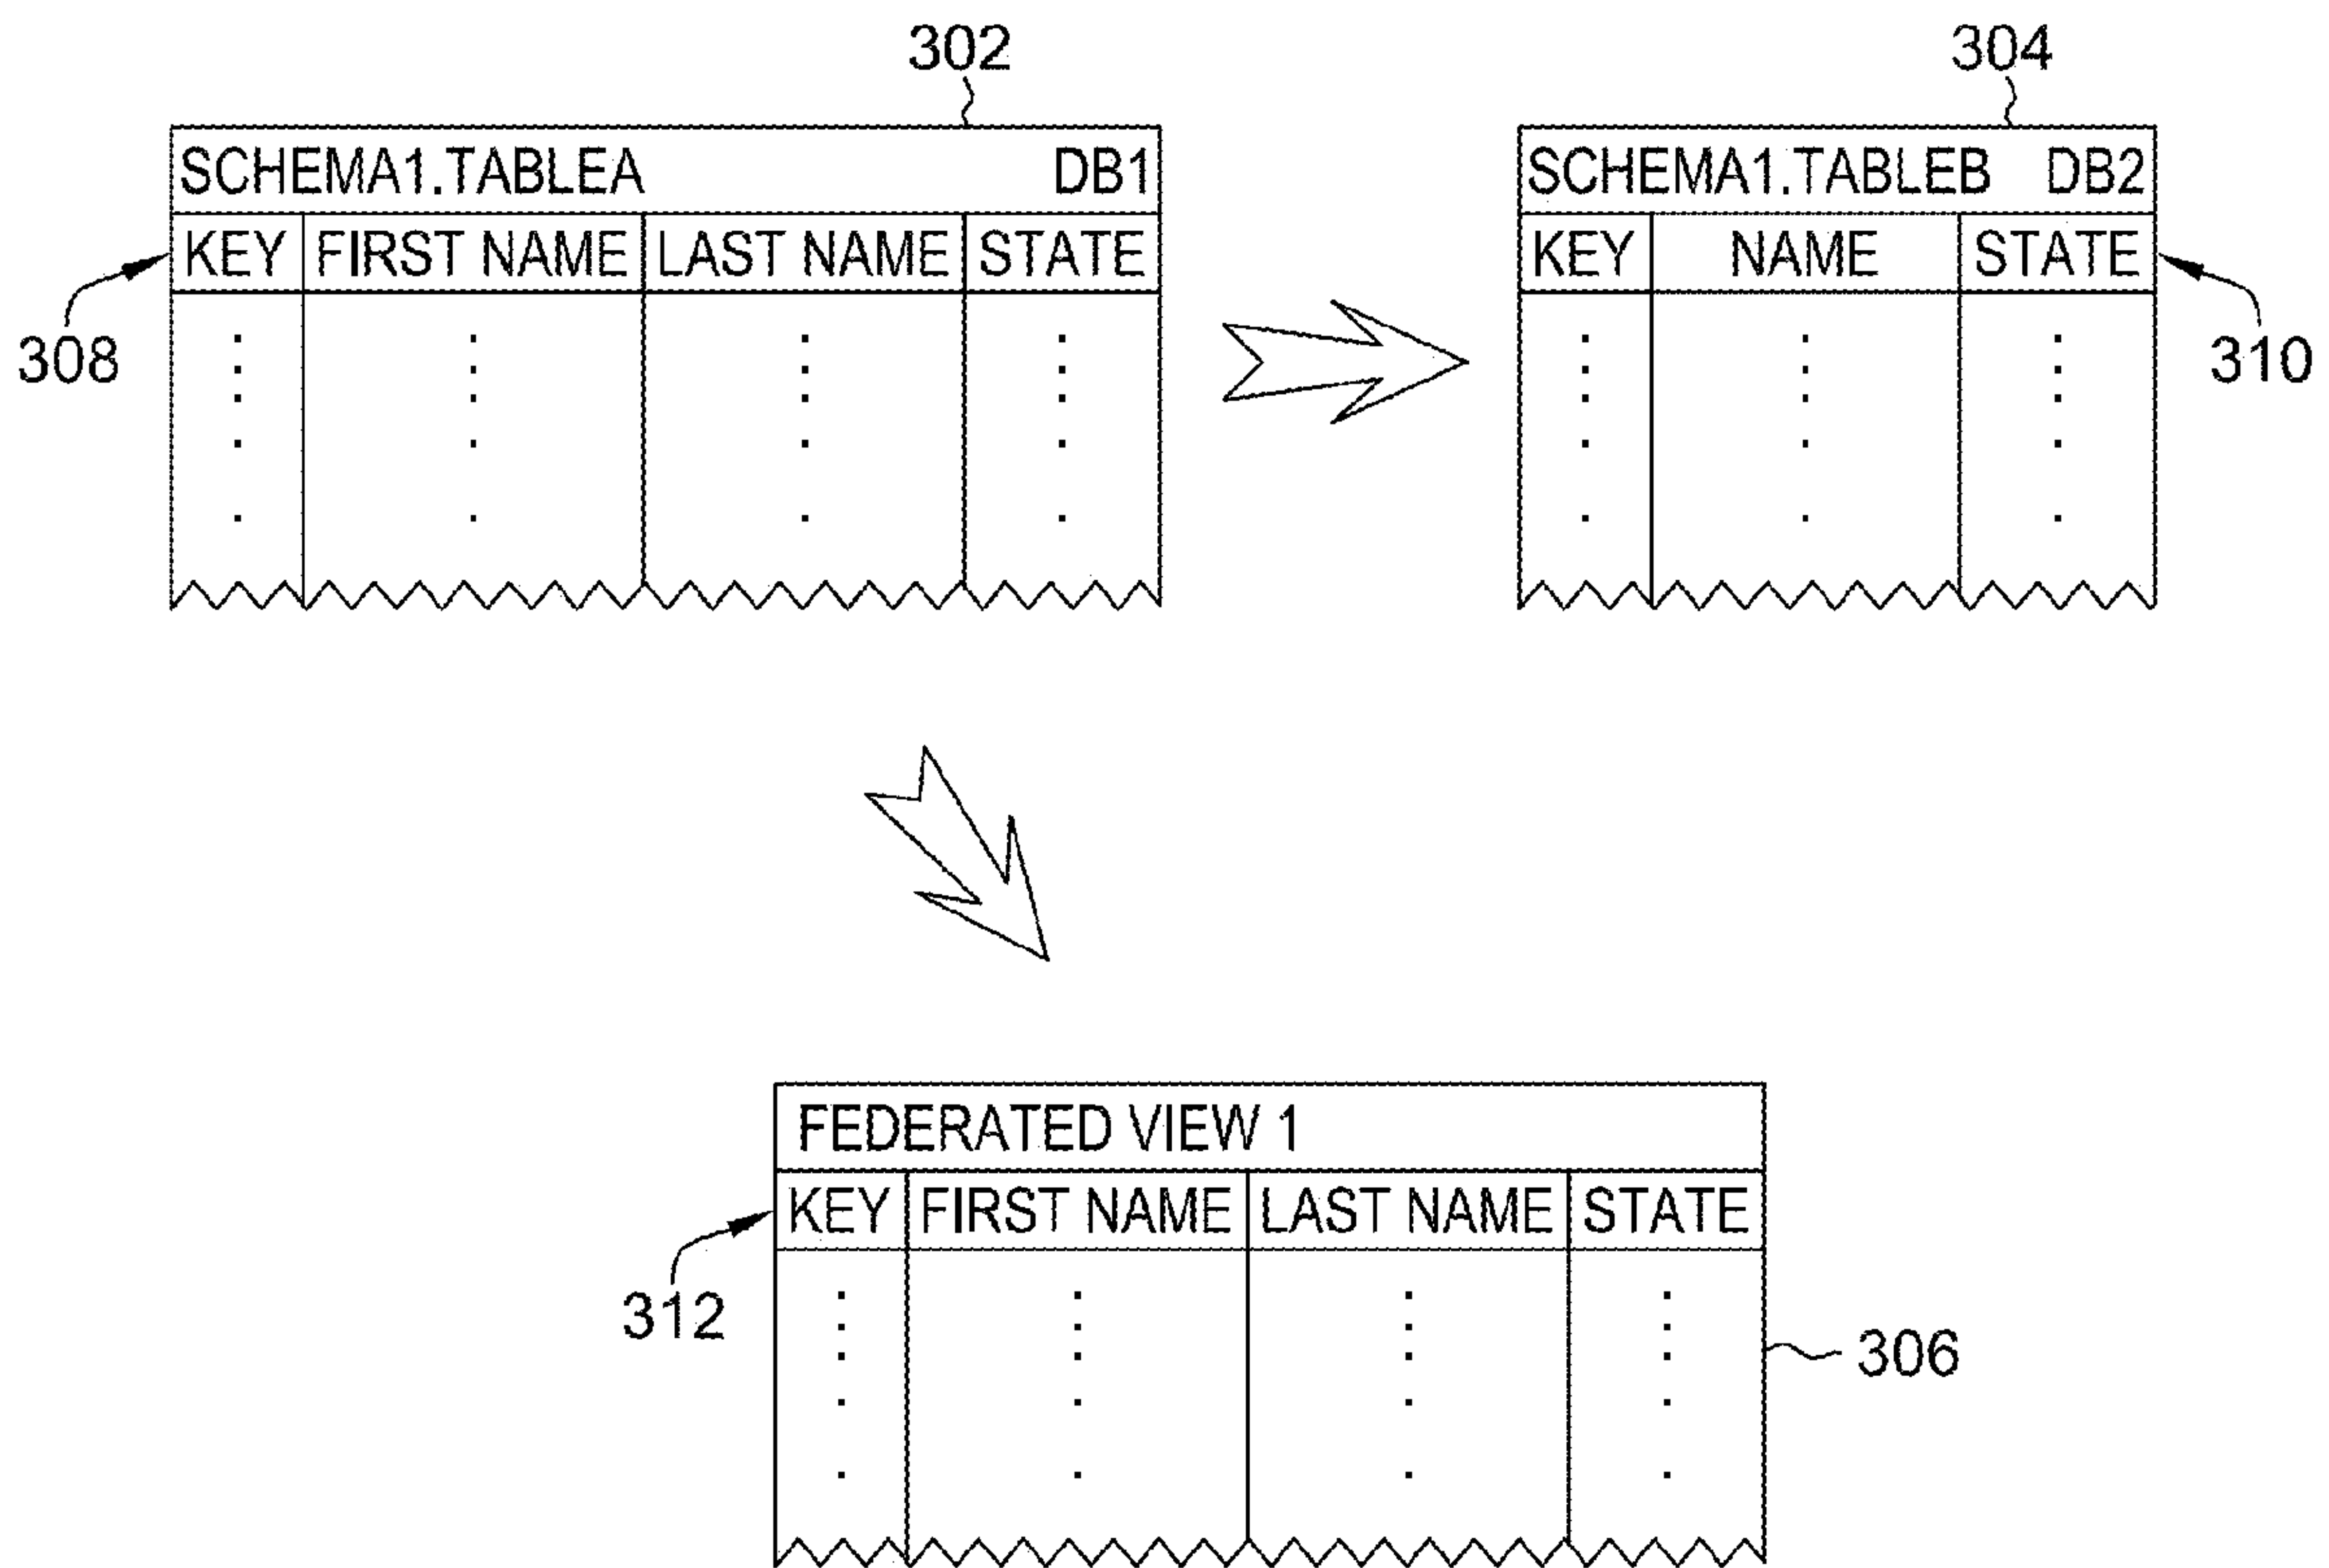 302
304
SCHEMA1.TABLEA DB1
KEY FIRST NAME LAST NAME STATE
308
SCHEMA1.TABLEB DB2
KEY NAME STATE
310
FEDERATED VIEW 1
KEY FIRST NAME LAST NAME STATE
312
306